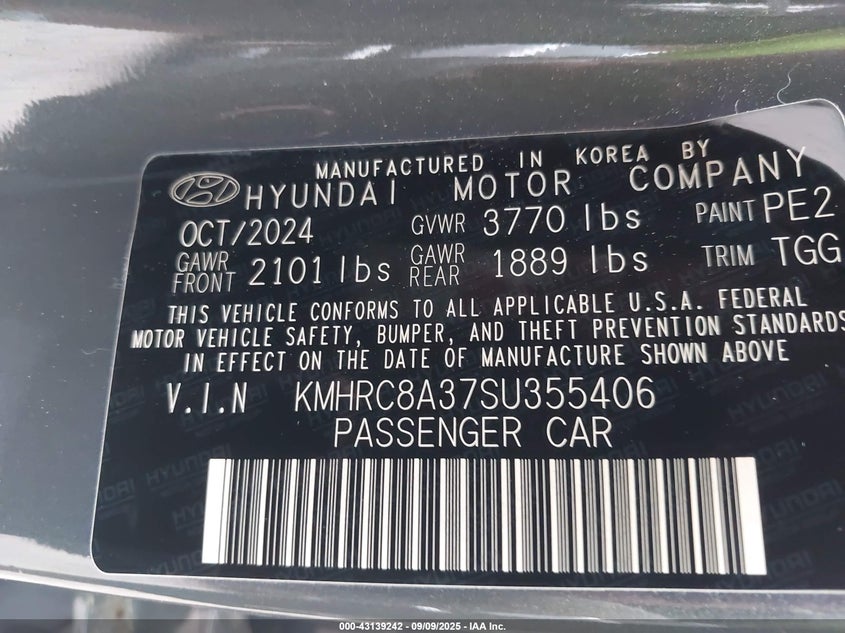 MANUFACTURED IN KOREA BY
HYUNDAI MOTOR COMPANY
OCT/2024 GVWR 3770 lbs PAINT PE2
GAWR FRONT 2101 lbs GAWR REAR 1889 lbs TRIM TGG
THIS VEHICLE CONFORMS TO ALL APPLICABLE U.S.A. FEDERAL
MOTOR VEHICLE SAFETY, BUMPER, AND THEFT PREVENTION STANDARDS
IN EFFECT ON THE DATE OF MANUFACTURE SHOWN ABOVE
V.I.N KMHRC8A37SU355406
PASSENGER CAR
000-43139242 - 09/09/2025 - IAA Inc.